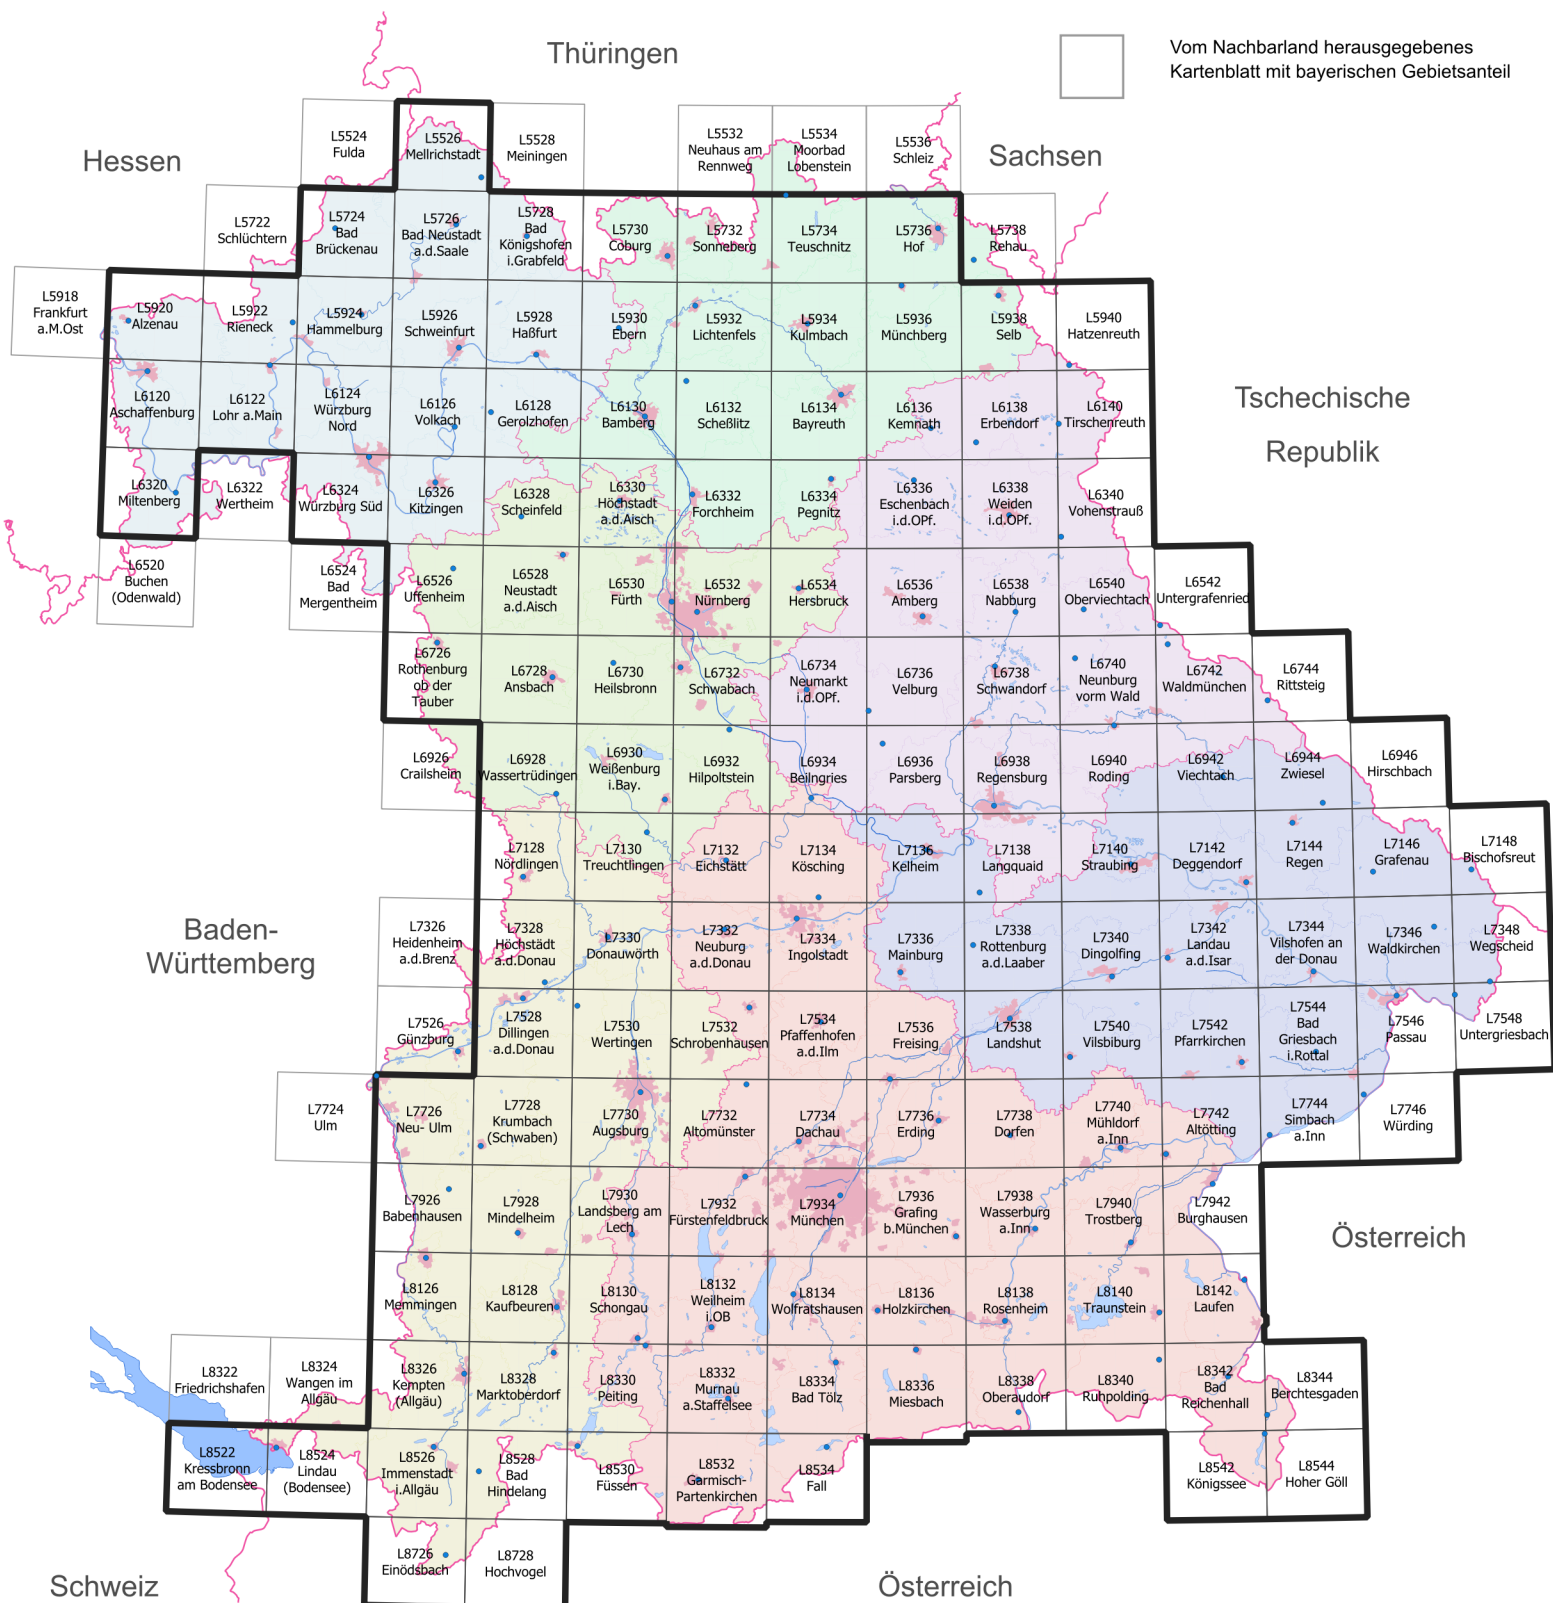 Thüringen
Vom Nachbarland herausgegebenes
Kartenblatt mit bayerischen Gebietsanteil
Hessen
Sachsen
L5524
Fulda
L5526
Mellrichstadt
L5528
Meiningen
L5532
Neuhaus am
Rennweg
L5534
Moorbad
Lobenstein
L5536
Schleiz
L5722
Schlüchtern
L5724
Bad
Brückenau
L5726
Bad Neustadt
a.d.Saale
L5728
Bad
Königshofen
i.Grabfeld
L5730
Coburg
L5732
Sonneberg
L5734
Teuschnitz
L5736
Hof
L5738
Rehau
L5918
Frankfurt
a.M.Ost
L5920
Alzenau
L5922
Rieneck
L5924
Hammelburg
L5926
Schweinfurt
L5928
Haßfurt
L5930
Ebern
L5932
Lichtenfels
L5934
Kulmbach
L5936
Münchberg
L5938
Selb
L5940
Hatzenreuth
L6120
Aschaffenburg
L6122
Lohr a.Main
L6124
Würzburg
Nord
L6126
Volkach
L6128
Gerolzhofen
L6130
Bamberg
L6132
Scheßlitz
L6134
Bayreuth
L6136
Kemnath
L6138
Erbendorf
L6140
Tirschenreuth
Tschechische
Republik
L6320
Miltenberg
L6322
Wertheim
L6324
Würzburg Süd
L6326
Kitzingen
L6328
Scheinfeld
L6330
Höchstadt
a.d.Aisch
L6332
Forchheim
L6334
Pegnitz
L6336
Eschenbach
i.d.OPf.
L6338
Weiden
i.d.OPf.
L6340
Vohenstrauß
L6520
Buchen
(Odenwald)
L6524
Bad
Mergentheim
L6526
Uffenheim
L6528
Neustadt
a.d.Aisch
L6530
Fürth
L6532
Nürnberg
L6534
Hersbruck
L6536
Amberg
L6538
Nabburg
L6540
Oberviechtach
L6542
Untergrafenried
L6726
Rothenburg
ob der
Tauber
L6728
Ansbach
L6730
Heilsbronn
L6732
Schwabach
L6734
Neumarkt
i.d.OPf.
L6736
Velburg
L6738
Schwandorf
L6740
Neunburg
vorm Wald
L6742
Waldmünchen
L6744
Rittsteig
L6926
Crailsheim
L6928
Wassertrüdingen
L6930
Weißenburg
i.Bay.
L6932
Hilpoltstein
L6934
Beilngries
L6936
Parsberg
L6938
Regensburg
L6940
Roding
L6942
Viechtach
L6944
Zwiesel
L6946
Hirschbach
L7128
Nördlingen
L7130
Treuchtlingen
L7132
Eichstätt
L7134
Kösching
L7136
Kelheim
L7138
Langquaid
L7140
Straubing
L7142
Deggendorf
L7144
Regen
L7146
Grafenau
L7148
Bischofsreut
Baden-
Württemberg
L7326
Heidenheim
a.d.Brenz
L7328
Höchstädt
a.d.Donau
L7330
Donauwörth
L7332
Neuburg
a.d.Donau
L7334
Ingolstadt
L7336
Mainburg
L7338
Rottenburg
a.d.Laaber
L7340
Dingolfing
L7342
Landau
a.d.Isar
L7344
Vilshofen an
der Donau
L7346
Waldkirchen
L7348
Wegscheid
L7526
Günzburg
L7528
Dillingen
a.d.Donau
L7530
Wertingen
L7532
Schrobenhausen
L7534
Pfaffenhofen
a.d.Ilm
L7536
Freising
L7538
Landshut
L7540
Vilsbiburg
L7542
Pfarrkirchen
L7544
Bad
Griesbach
i.Rottal
L7546
Passau
L7548
Untergriesbach
L7724
Ulm
L7726
Neu- Ulm
L7728
Krumbach
(Schwaben)
L7730
Augsburg
L7732
Altomünster
L7734
Dachau
L7736
Erding
L7738
Dorfen
L7740
Mühldorf
a.Inn
L7742
Altötting
L7744
Simbach
a.Inn
L7746
Würding
L7926
Babenhausen
L7928
Mindelheim
L7930
Landsberg am
Lech
L7932
Fürstenfeldbruck
L7934
München
L7936
Grafing
b.München
L7938
Wasserburg
a.Inn
L7940
Trostberg
L7942
Burghausen
Österreich
L8126
Memmingen
L8128
Kaufbeuren
L8130
Schongau
L8132
Weilheim
i.OB
L8134
Wolfratshausen
L8136
Holzkirchen
L8138
Rosenheim
L8140
Traunstein
L8142
Laufen
L8322
Friedrichshafen
L8324
Wangen im
Allgäu
L8326
Kempten
(Allgäu)
L8328
Marktoberdorf
L8330
Peiting
L8332
Murnau
a.Staffelsee
L8334
Bad Tölz
L8336
Miesbach
L8338
Oberaudorf
L8340
Ruhpolding
L8342
Bad
Reichenhall
L8344
Berchtesgaden
L8522
Kressbronn
am Bodensee
L8524
Lindau
(Bodensee)
L8526
Immenstadt
i.Allgäu
L8528
Bad
Hindelang
L8530
Füssen
L8532
Garmisch-
Partenkirchen
L8534
Fall
L8542
Königssee
L8544
Hoher Göll
L8726
Einödsbach
L8728
Hochvogel
Schweiz
Österreich